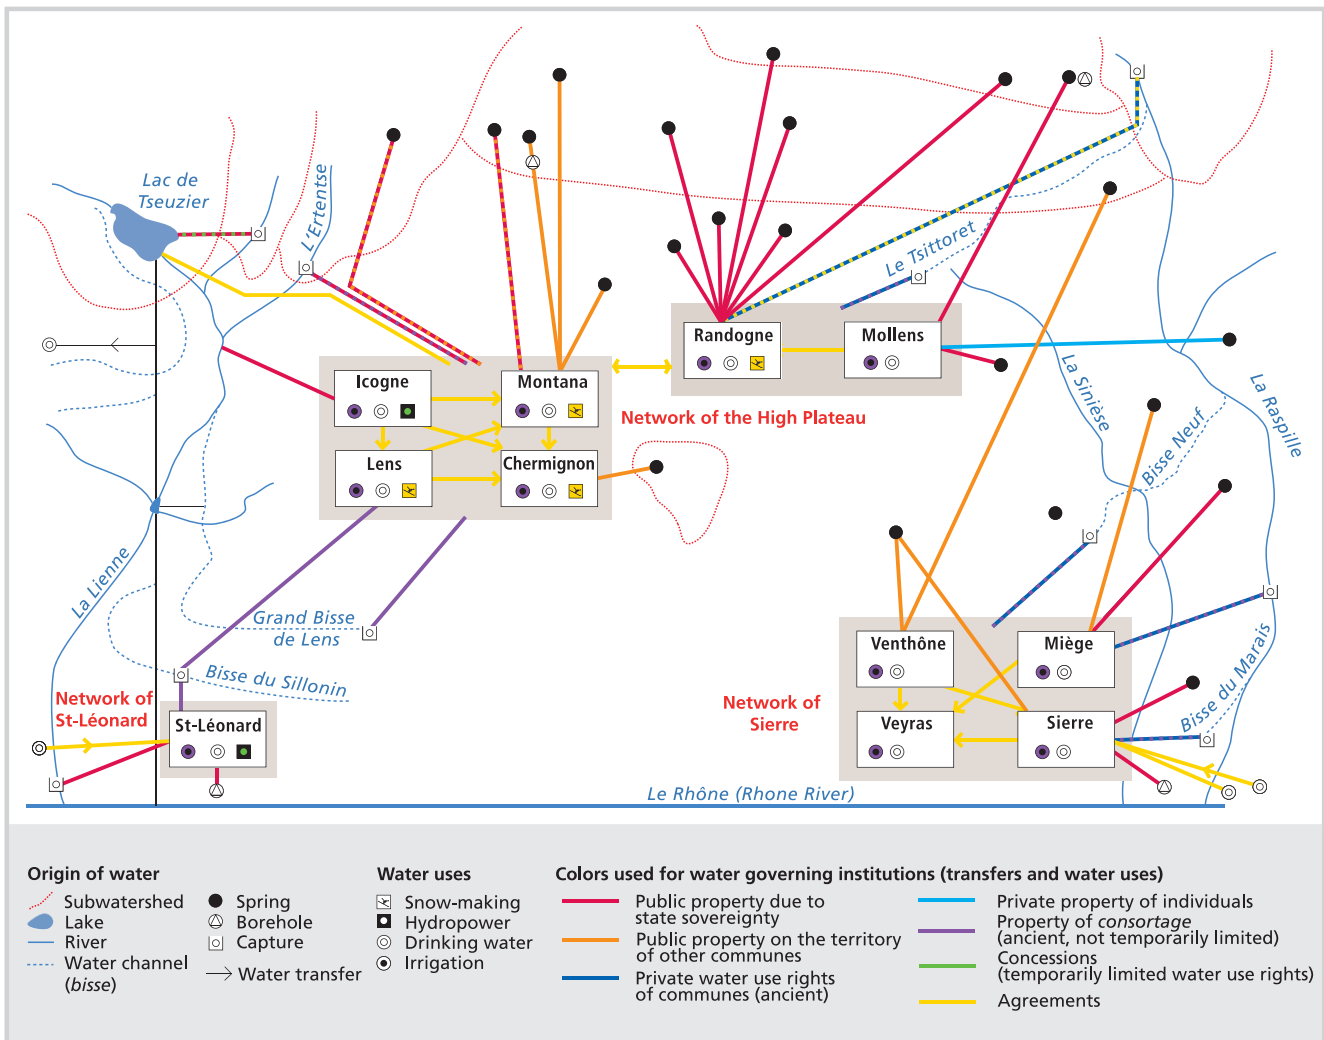 Lac de
Tseuzier
L'Ertentse
Le Tsittoret
Randogne
Mollens
Icogne
Montana
Network of the High Plateau
Lens
Chermignon
La Sinièse
Bisse Neuf
La Raspille
La Lienne
Grand Bisse
de Lens
Bisse du Sillonin
Network of
St-Léonard
St-Léonard
Venthône
Miège
Network of
Sierre
Veyras
Sierre
Bisse du Marais
Le Rhône (Rhone River)
Origin of water
Subwatershed
Lake
River
Water channel
(bisse)
Spring
Borehole
Capture
Water transfer
Water uses
Snow-making
Hydropower
Drinking water
Irrigation
Colors used for water governing institutions (transfers and water uses)
Public property due to
state sovereignty
Public property on the territory
of other communes
Private water use rights
of communes (ancient)
Private property of individuals
Property of consortage
(ancient, not temporarily limited)
Concessions
(temporarily limited water use rights)
Agreements